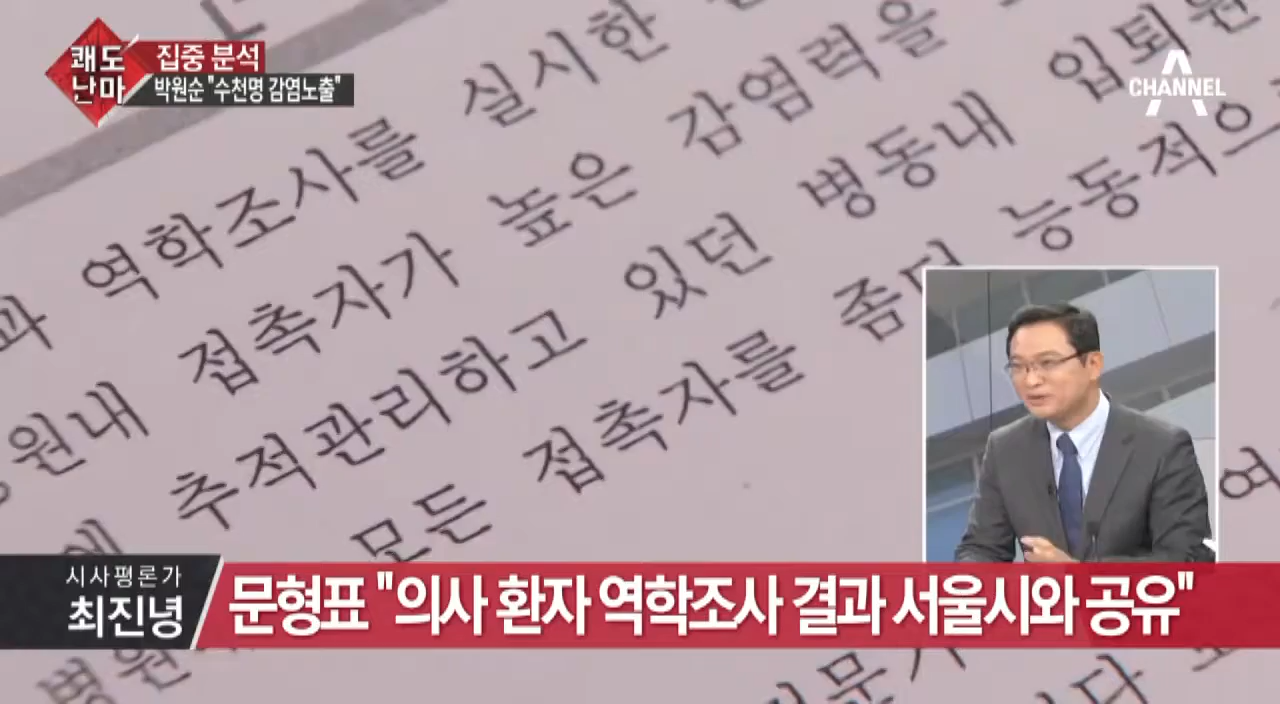 쾌도
난마
집중 분석
박원순 "수천명 감염노출"
CHANNEL A
역학조사를 실시한
접촉자가 높은 감염력을
추적관리하고 있던 병동내 입퇴원
모든 접촉자를 좀더 능동적으
시사평론가
최진녕
문형표 "의사 환자 역학조사 결과 서울시와 공유"
병원